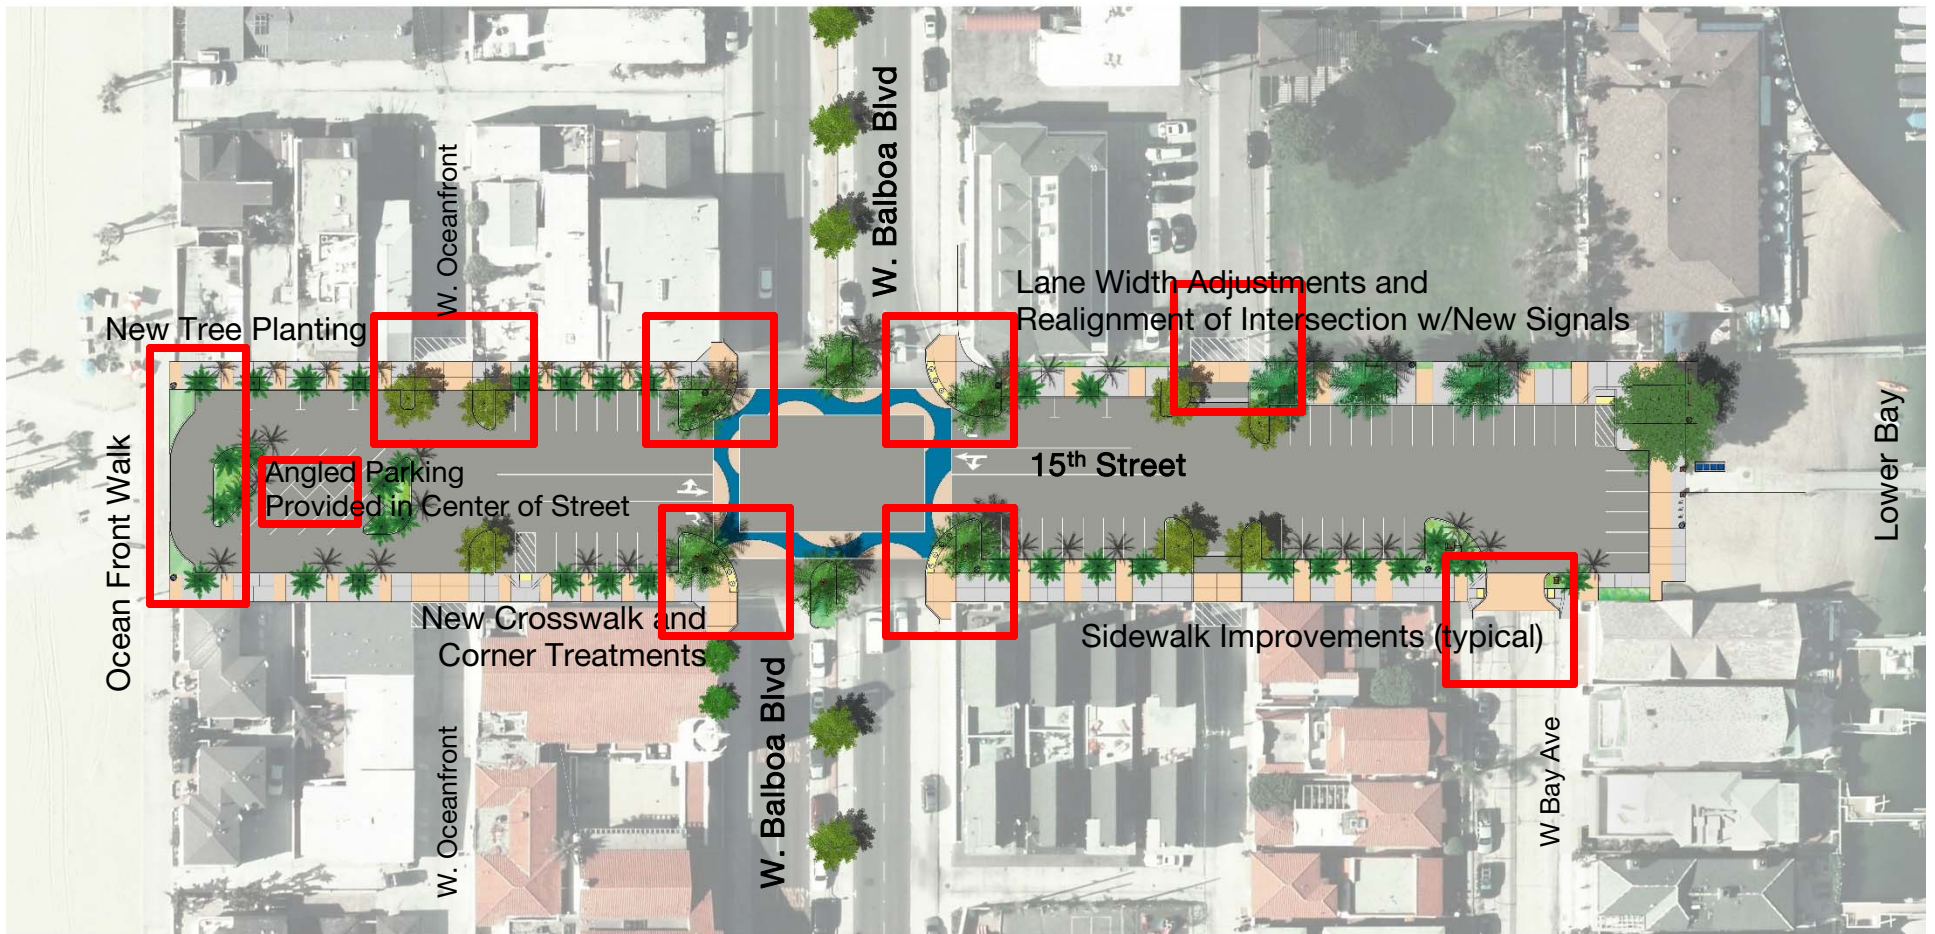 W. Balboa Blvd
W. Oceanfront
Lane Width Adjustments and
Realignment of Intersection w/New Signals
New Tree Planting
Ocean Front Walk
Angled Parking
Provided in Center of Street
15th Street
Lower Bay
New Crosswalk and
Corner Treatments
Sidewalk Improvements (typical)
W. Oceanfront
W. Balboa Blvd
W Bay Ave